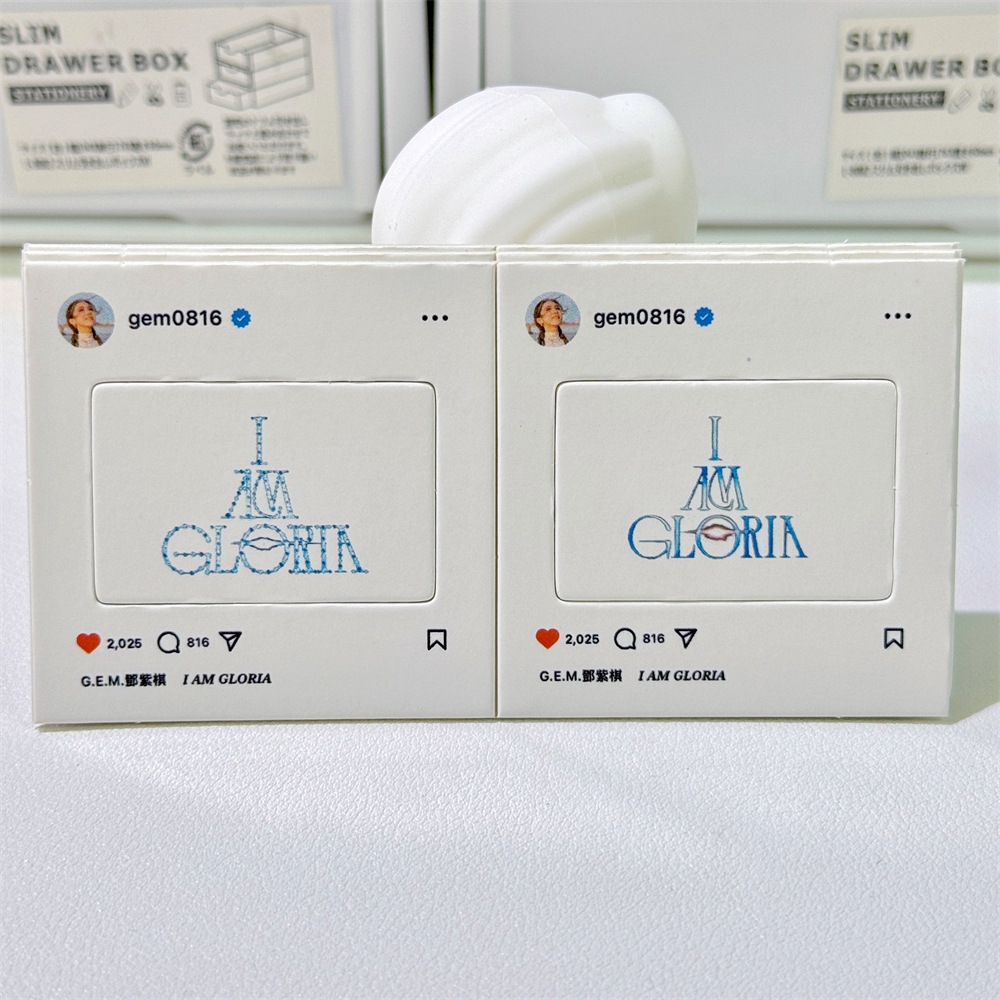 SLIM
DRAWER BOX
STATIONERY
SLIM
DRAWER BO
STATIONERY
gem0816
I
AM
GLORIA
2,025 816
G.E.M.鄧紫棋 I AM GLORIA
gem0816
I
AM
GLORIA
2,025 816
G.E.M.鄧紫棋 I AM GLORIA